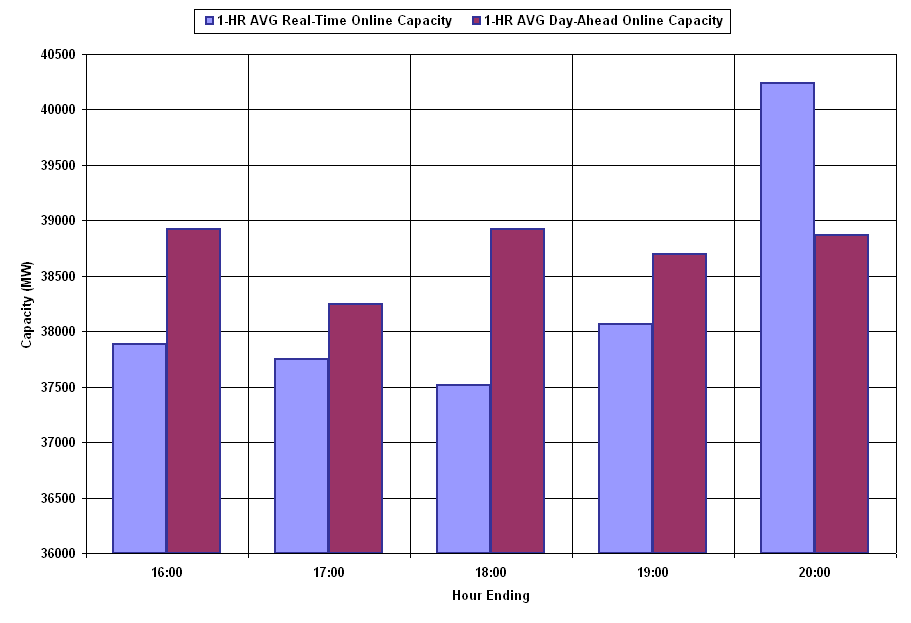 1-HR AVG Real-Time Online Capacity 1-HR AVG Day-Ahead Online Capacity
40500
40000
39500
39000
38500
38000
37500
37000
36500
36000
Capacity (MW)
16:00 17:00 18:00 19:00 20:00
Hour Ending